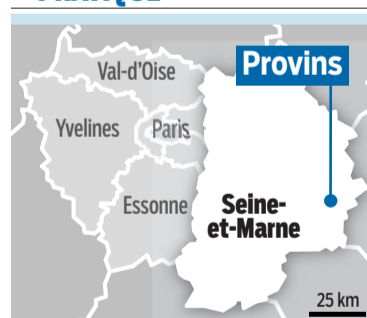 Val-d'Oise
Provins
Yvelines
Paris
Essonne
Seine-
et-Marne
25 km